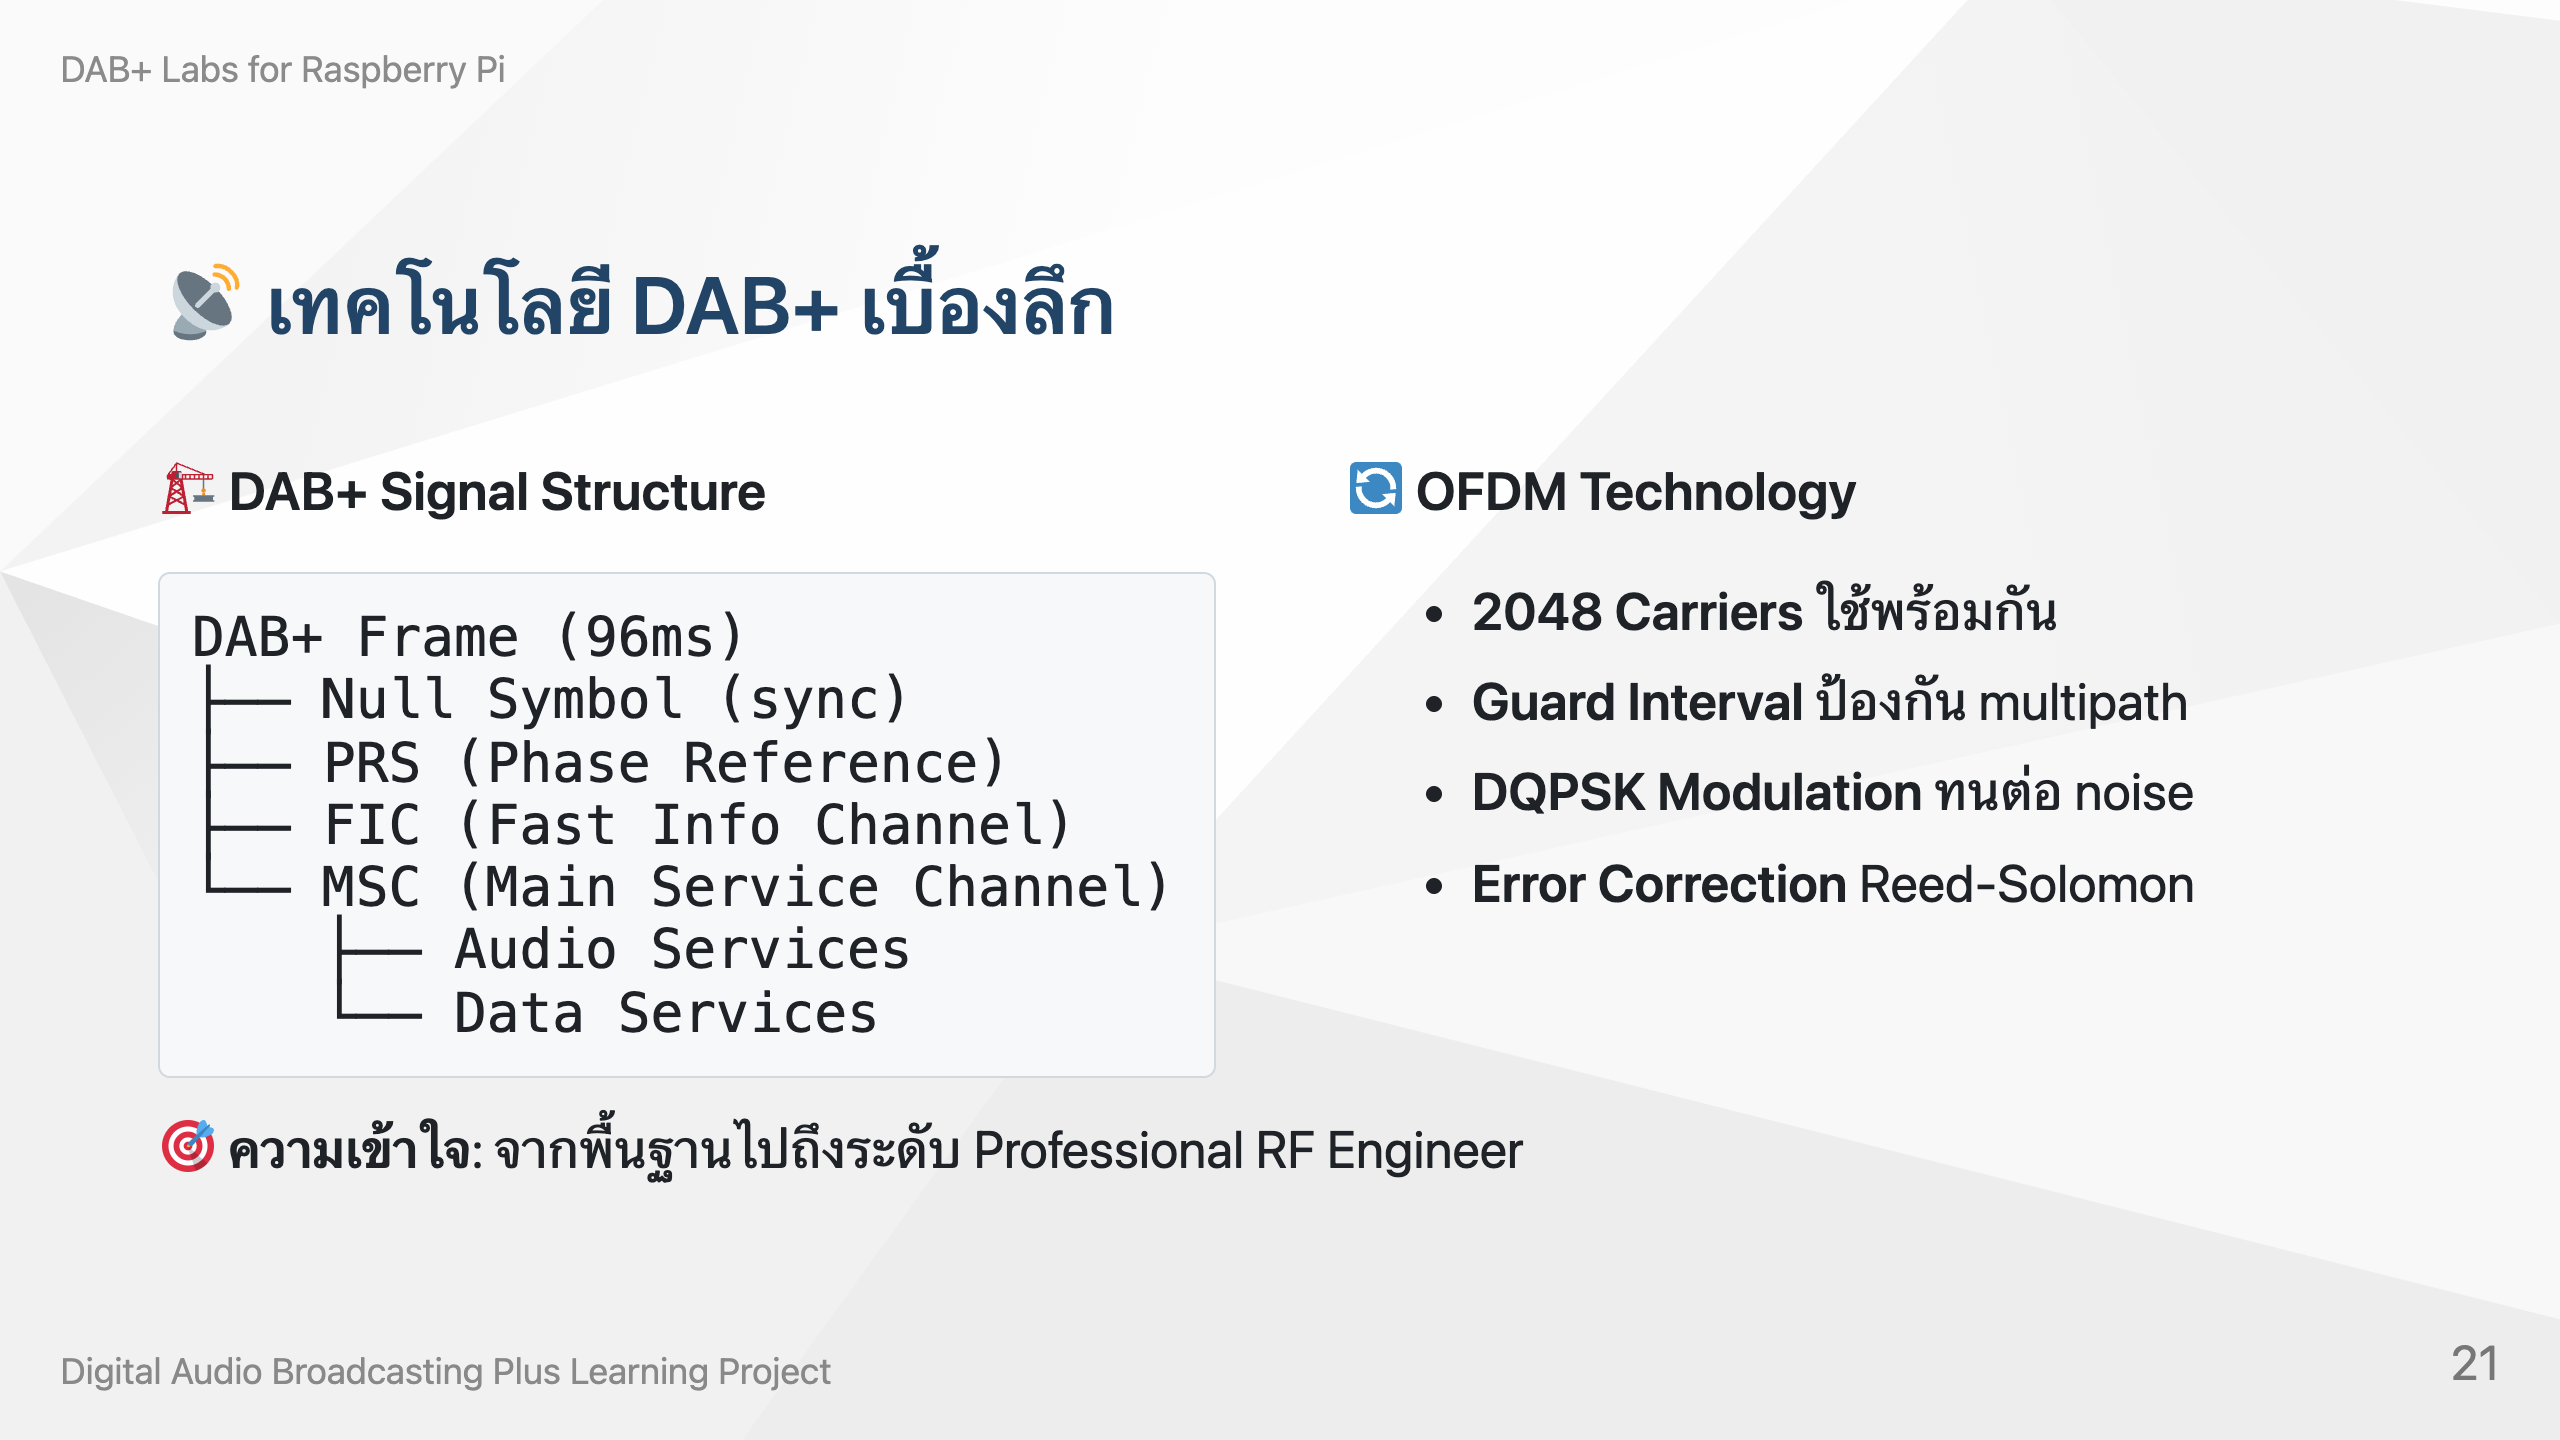 DAB+ Labs for Raspberry Pi
📡 เทคโนโลยี DAB+ เบื้องลึก
🏗️ DAB+ Signal Structure
DAB+ Frame (96ms)
├── Null Symbol (sync)
├── PRS (Phase Reference)
├── FIC (Fast Info Channel)
└── MSC (Main Service Channel)
    ├── Audio Services
    └── Data Services
🔄 OFDM Technology
• 2048 Carriers ใช้พร้อมกัน
• Guard Interval ป้องกัน multipath
• DQPSK Modulation ทนต่อ noise
• Error Correction Reed-Solomon
🎯 ความเข้าใจ: จากพื้นฐานไปถึงระดับ Professional RF Engineer
Digital Audio Broadcasting Plus Learning Project
21